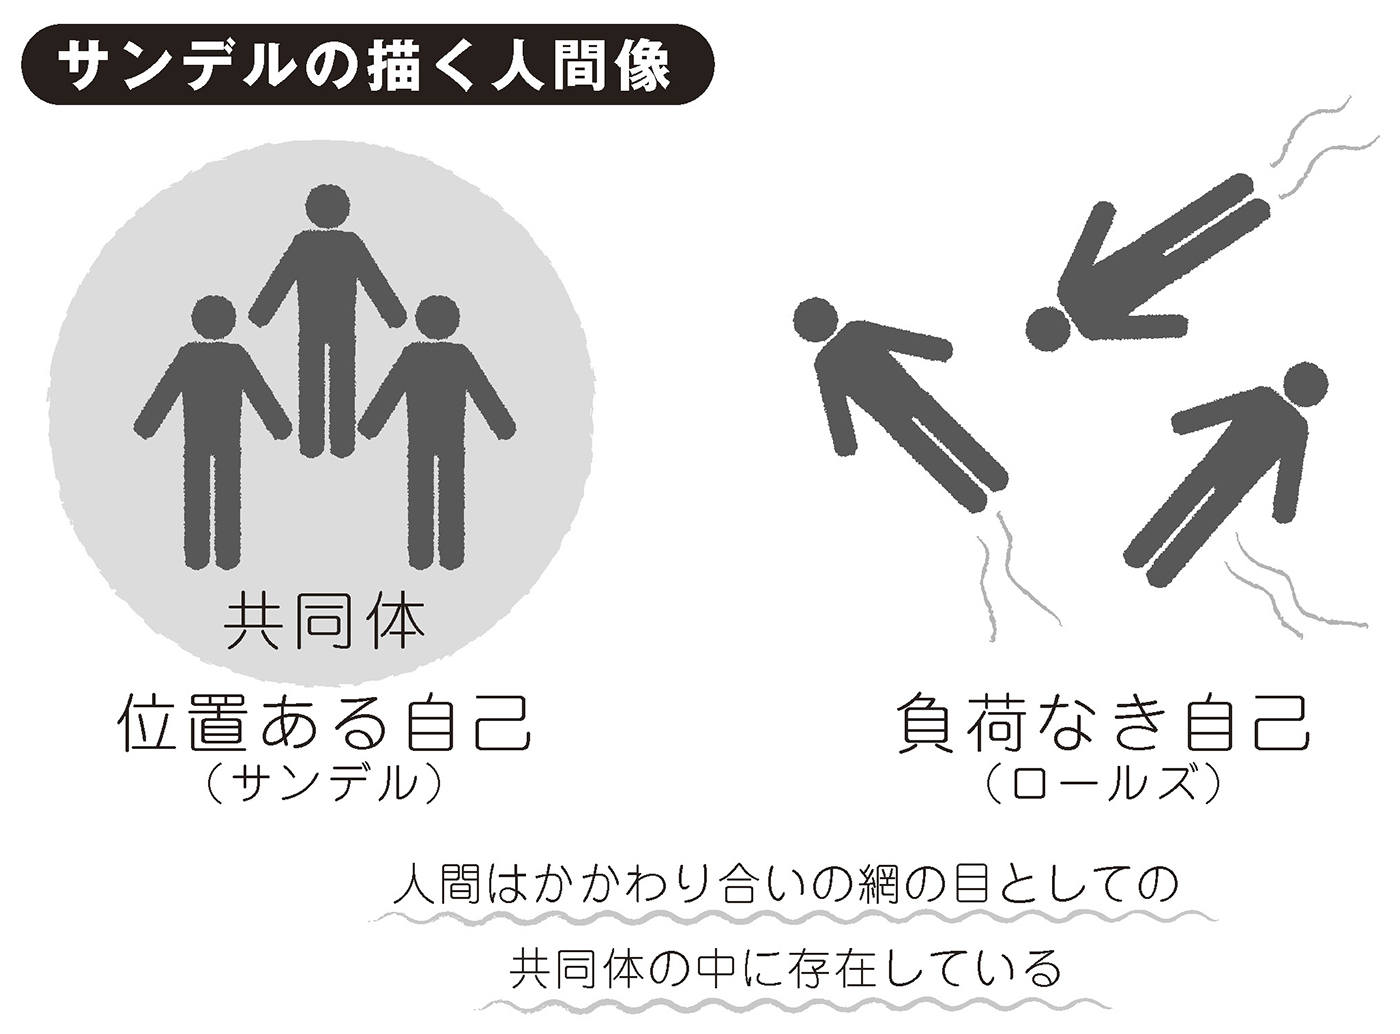 サンデルの描く人間像
共同体
位置ある自己
（サンデル）
負荷なき自己
（ロールズ）
人間はかかわり合いの網の目としての
共同体の中に存在している